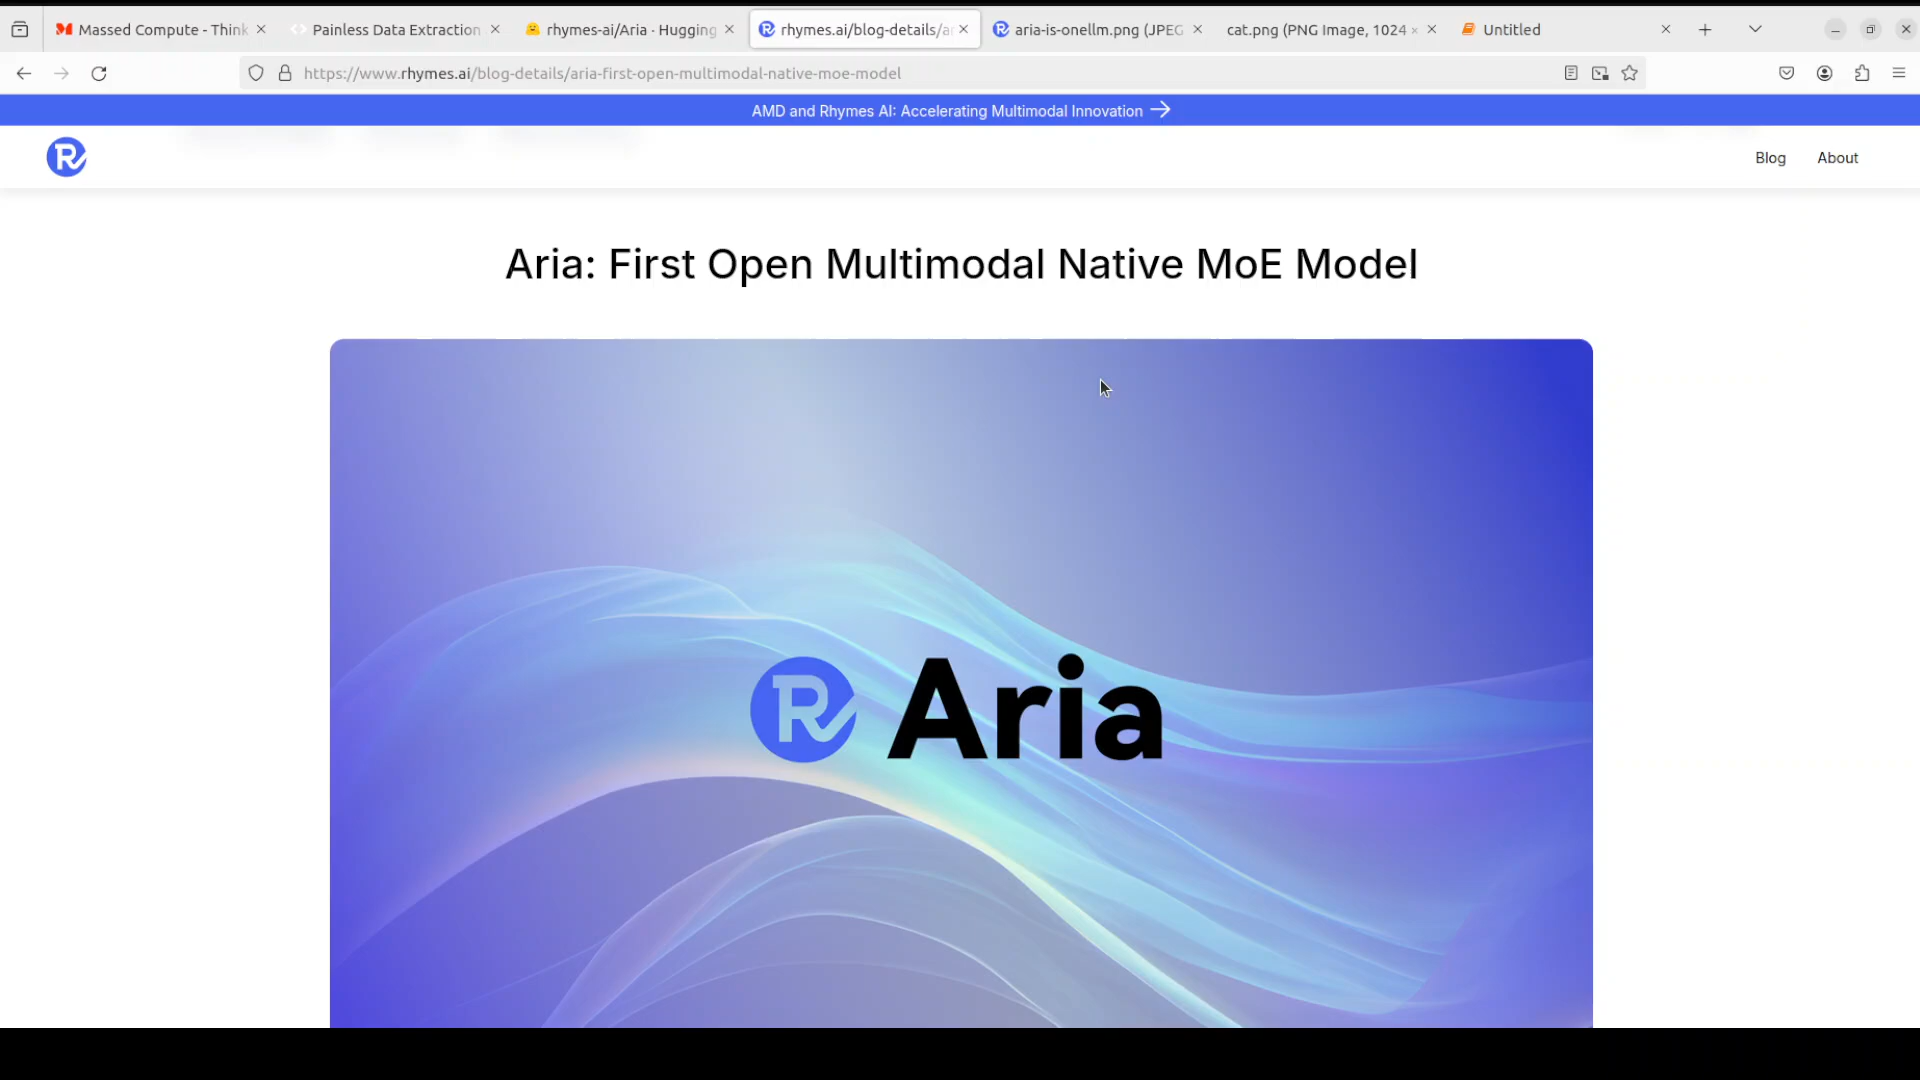 Massed Compute - Think
Painless Data Extraction
rhymes-ai/Aria · Hugging
rhymes.ai/blog-details/ar
aria-is-onellm.png (JPEG
cat.png (PNG Image, 1024 ×
Untitled
https://www.rhymes.ai/blog-details/aria-first-open-multimodal-native-moe-model
AMD and Rhymes AI: Accelerating Multimodal Innovation
Blog
About
Aria: First Open Multimodal Native MoE Model
Aria